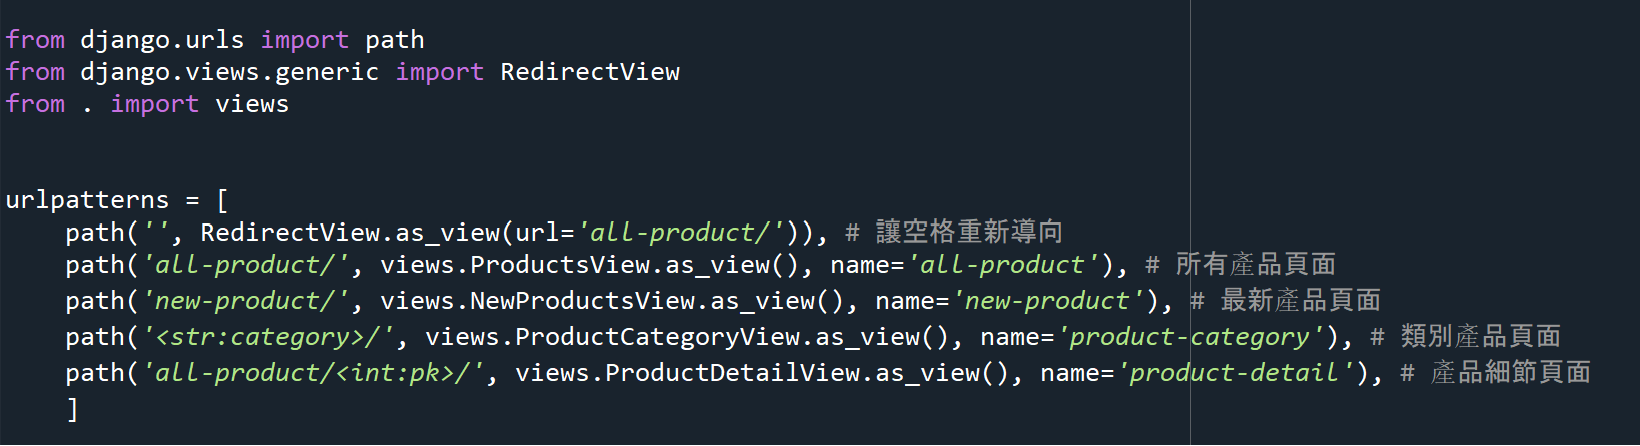 from django.urls import path
from django.views.generic import RedirectView
from . import views
urlpatterns = [
    path('', RedirectView.as_view(url='all-product/')), # 讓空格重新導向
    path('all-product/', views.ProductsView.as_view(), name='all-product'), # 所有產品頁面
    path('new-product/', views.NewProductsView.as_view(), name='new-product'), # 最新產品頁面
    path('<str:category>/', views.ProductCategoryView.as_view(), name='product-category'), # 類別產品頁面
    path('all-product/<int:pk>/', views.ProductDetailView.as_view(), name='product-detail'), # 產品細節頁面
    ]